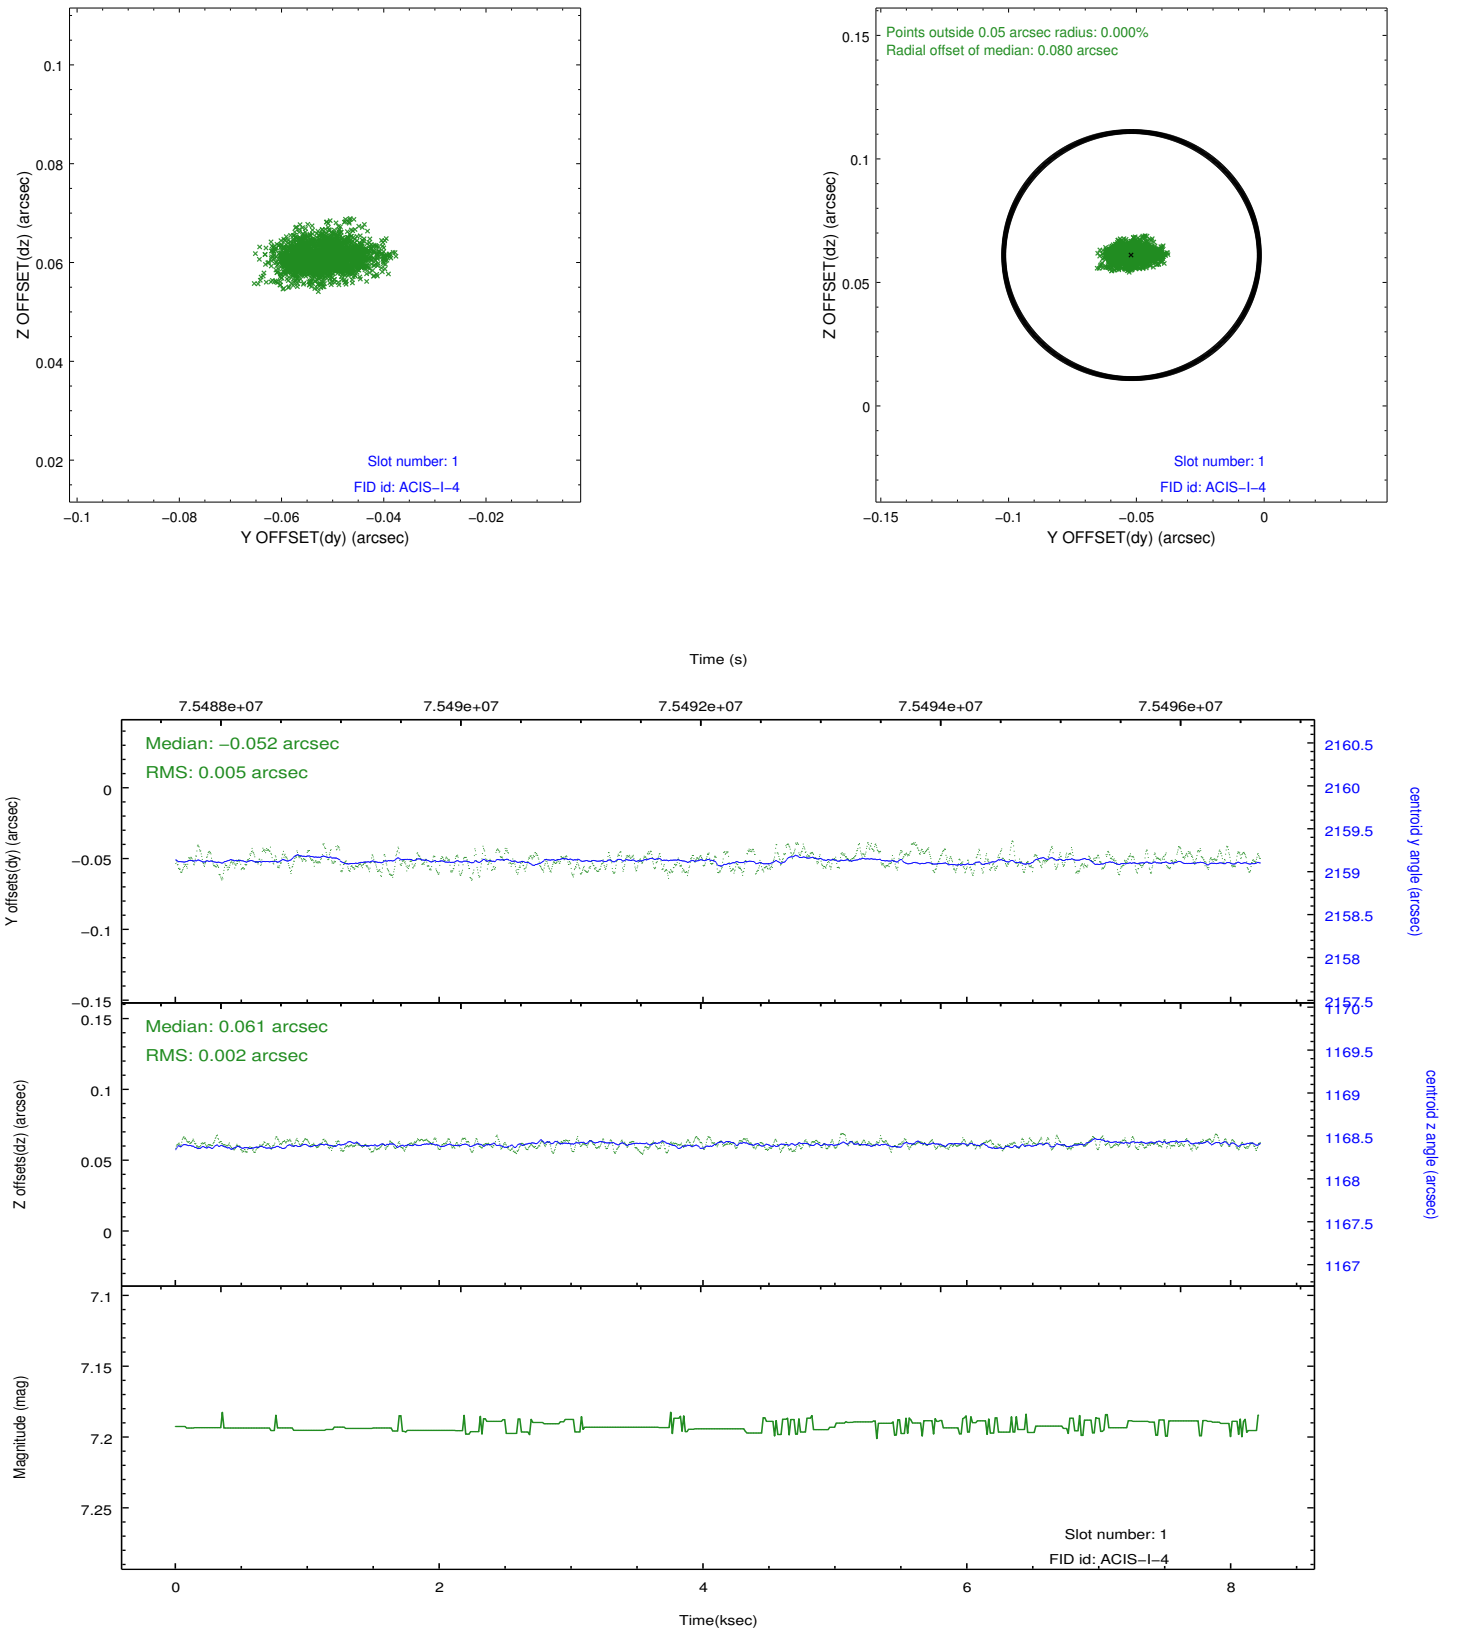 0.1
0.08
0.06
0.04
0.02
Z OFFSET(dz) (arcsec)
Slot number: 1
FID id: ACIS−I−4
−0.1
−0.08
−0.06
−0.04
−0.02
Y OFFSET(dy) (arcsec)
Points outside 0.05 arcsec radius: 0.000%
Radial offset of median: 0.080 arcsec
0.15
0.1
0.05
0
Z OFFSET(dz) (arcsec)
Slot number: 1
FID id: ACIS−I−4
−0.15
−0.1
−0.05
0
Y OFFSET(dy) (arcsec)
Time (s)
7.5488e+07
7.549e+07
7.5492e+07
7.5494e+07
7.5496e+07
Median: −0.052 arcsec
RMS: 0.005 arcsec
0
−0.05
−0.1
−0.15
Y offsets(dy) (arcsec)
2160.5
2160
2159.5
2159
2158.5
2158
2157.5
centroid y angle (arcsec)
Median: 0.061 arcsec
RMS: 0.002 arcsec
0.15
0.1
0.05
0
Z offsets(dz) (arcsec)
1170
1169.5
1169
1168.5
1168
1167.5
1167
centroid z angle (arcsec)
7.1
7.15
7.2
7.25
Magnitude (mag)
Slot number: 1
FID id: ACIS−I−4
0
2
4
6
8
Time(ksec)